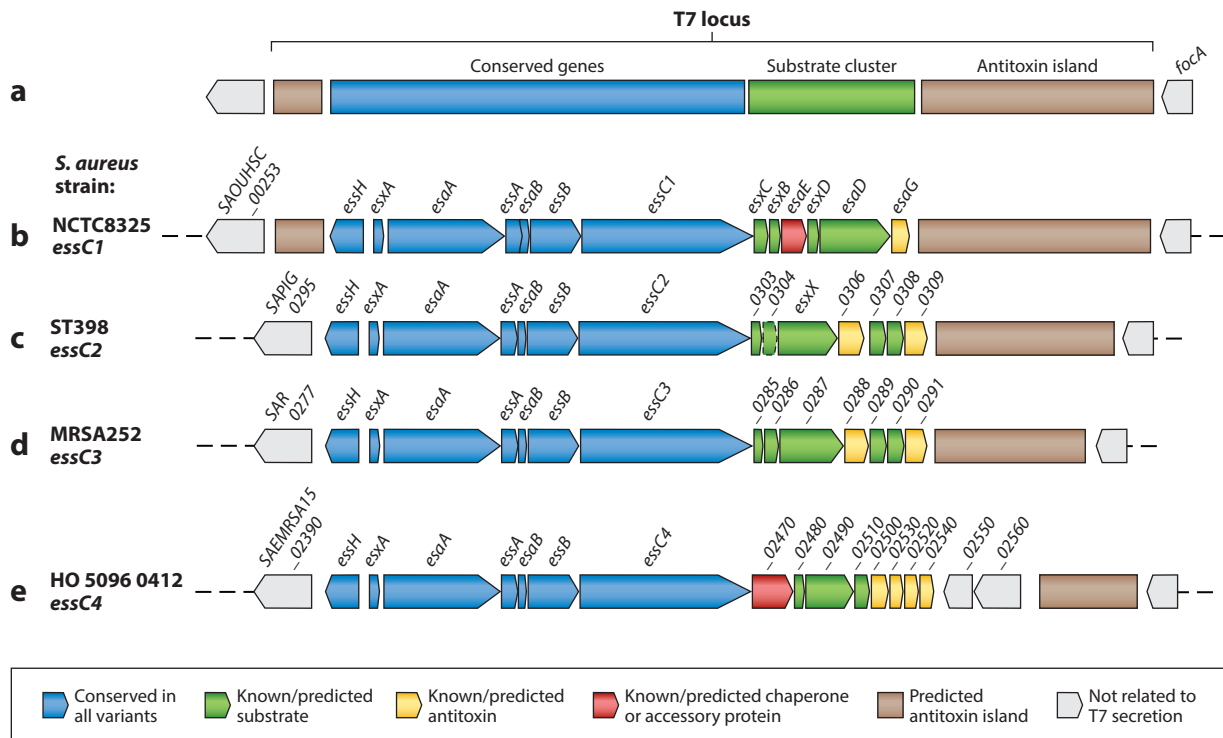 T7 locus
Conserved genes
Substrate cluster
Antitoxin island
focA
a
S. aureus
strain:
b
NCTC8325
essC1
SAOUHSC
_00253
essH
esxA
esaA
essA
esaB
essB
essC1
esxC
esxB
esaE
esxD
esaD
esaG
c
ST398
essC2
SAPIG
0295
essH
esxA
esaA
essA
esaB
essB
essC2
_0303
_0304
esxX
_0306
_0307
_0308
_0309
d
MRSA252
essC3
SAR
0277
essH
esxA
esaA
essA
esaB
essB
essC3
_0285
_0286
_0287
_0288
_0289
_0290
_0291
e
HO 5096 0412
essC4
SAEMRSA15
_02390
essH
esxA
esaA
essA
esaB
essB
essC4
_02470
_02480
_02490
_02510
_02500
_02530
_02520
_02540
_02550
_02560
Conserved in
all variants
Known/predicted
substrate
Known/predicted
antitoxin
Known/predicted chaperone
or accessory protein
Predicted
antitoxin island
Not related to
T7 secretion